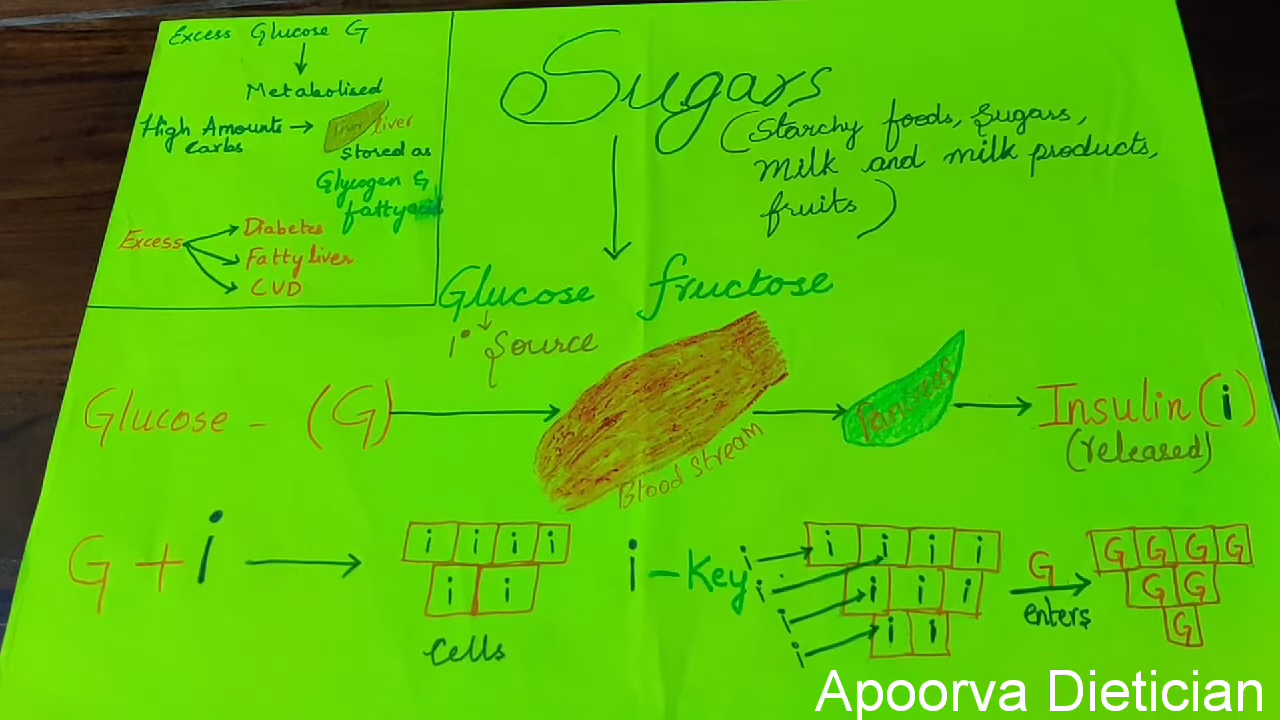 Excess Glucose G
Metabolised
High Amounts
carbs
liver
stored as
Glycogen G
fatty acid
Excess
Diabetes
Fatty liver
CVD
Sugars
(Starchy foods, Sugars,
Milk and milk products,
fruits)
Glucose fructose
1° Source
Glucose - (G)
Blood stream
Pancreas
Insulin (i)
(released)
G + i
i i i i
i i
Cells
i - Key
i i i i i
i i i i
i i i
i
G
enters
G G G G
G G
G
Apoorva Dietician